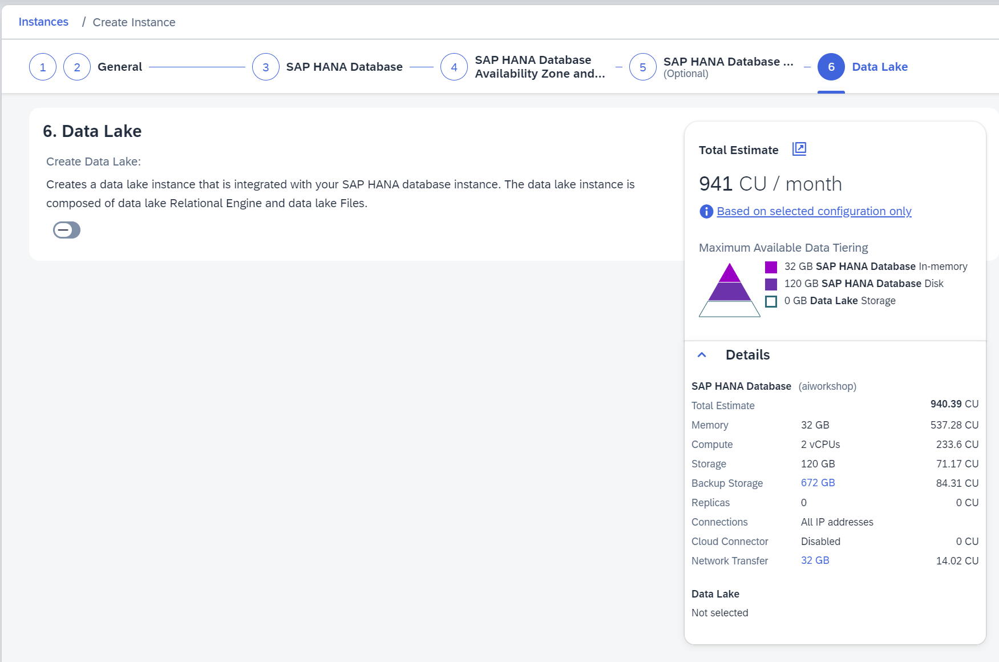 Instances / Create Instance
1 2 General 3 SAP HANA Database 4 SAP HANA Database Availability Zone and... 5 SAP HANA Database ... (Optional) 6 Data Lake
6. Data Lake
Create Data Lake:
Creates a data lake instance that is integrated with your SAP HANA database instance. The data lake instance is
composed of data lake Relational Engine and data lake Files.
Total Estimate
941 CU / month
Based on selected configuration only
Maximum Available Data Tiering
32 GB SAP HANA Database In-memory
120 GB SAP HANA Database Disk
0 GB Data Lake Storage
Details
SAP HANA Database (aiworkshop)
Total Estimate 940.39 CU
Memory 32 GB 537.28 CU
Compute 2 vCPUs 233.6 CU
Storage 120 GB 71.17 CU
Backup Storage 672 GB 84.31 CU
Replicas 0 0 CU
Connections All IP addresses
Cloud Connector Disabled 0 CU
Network Transfer 32 GB 14.02 CU
Data Lake
Not selected